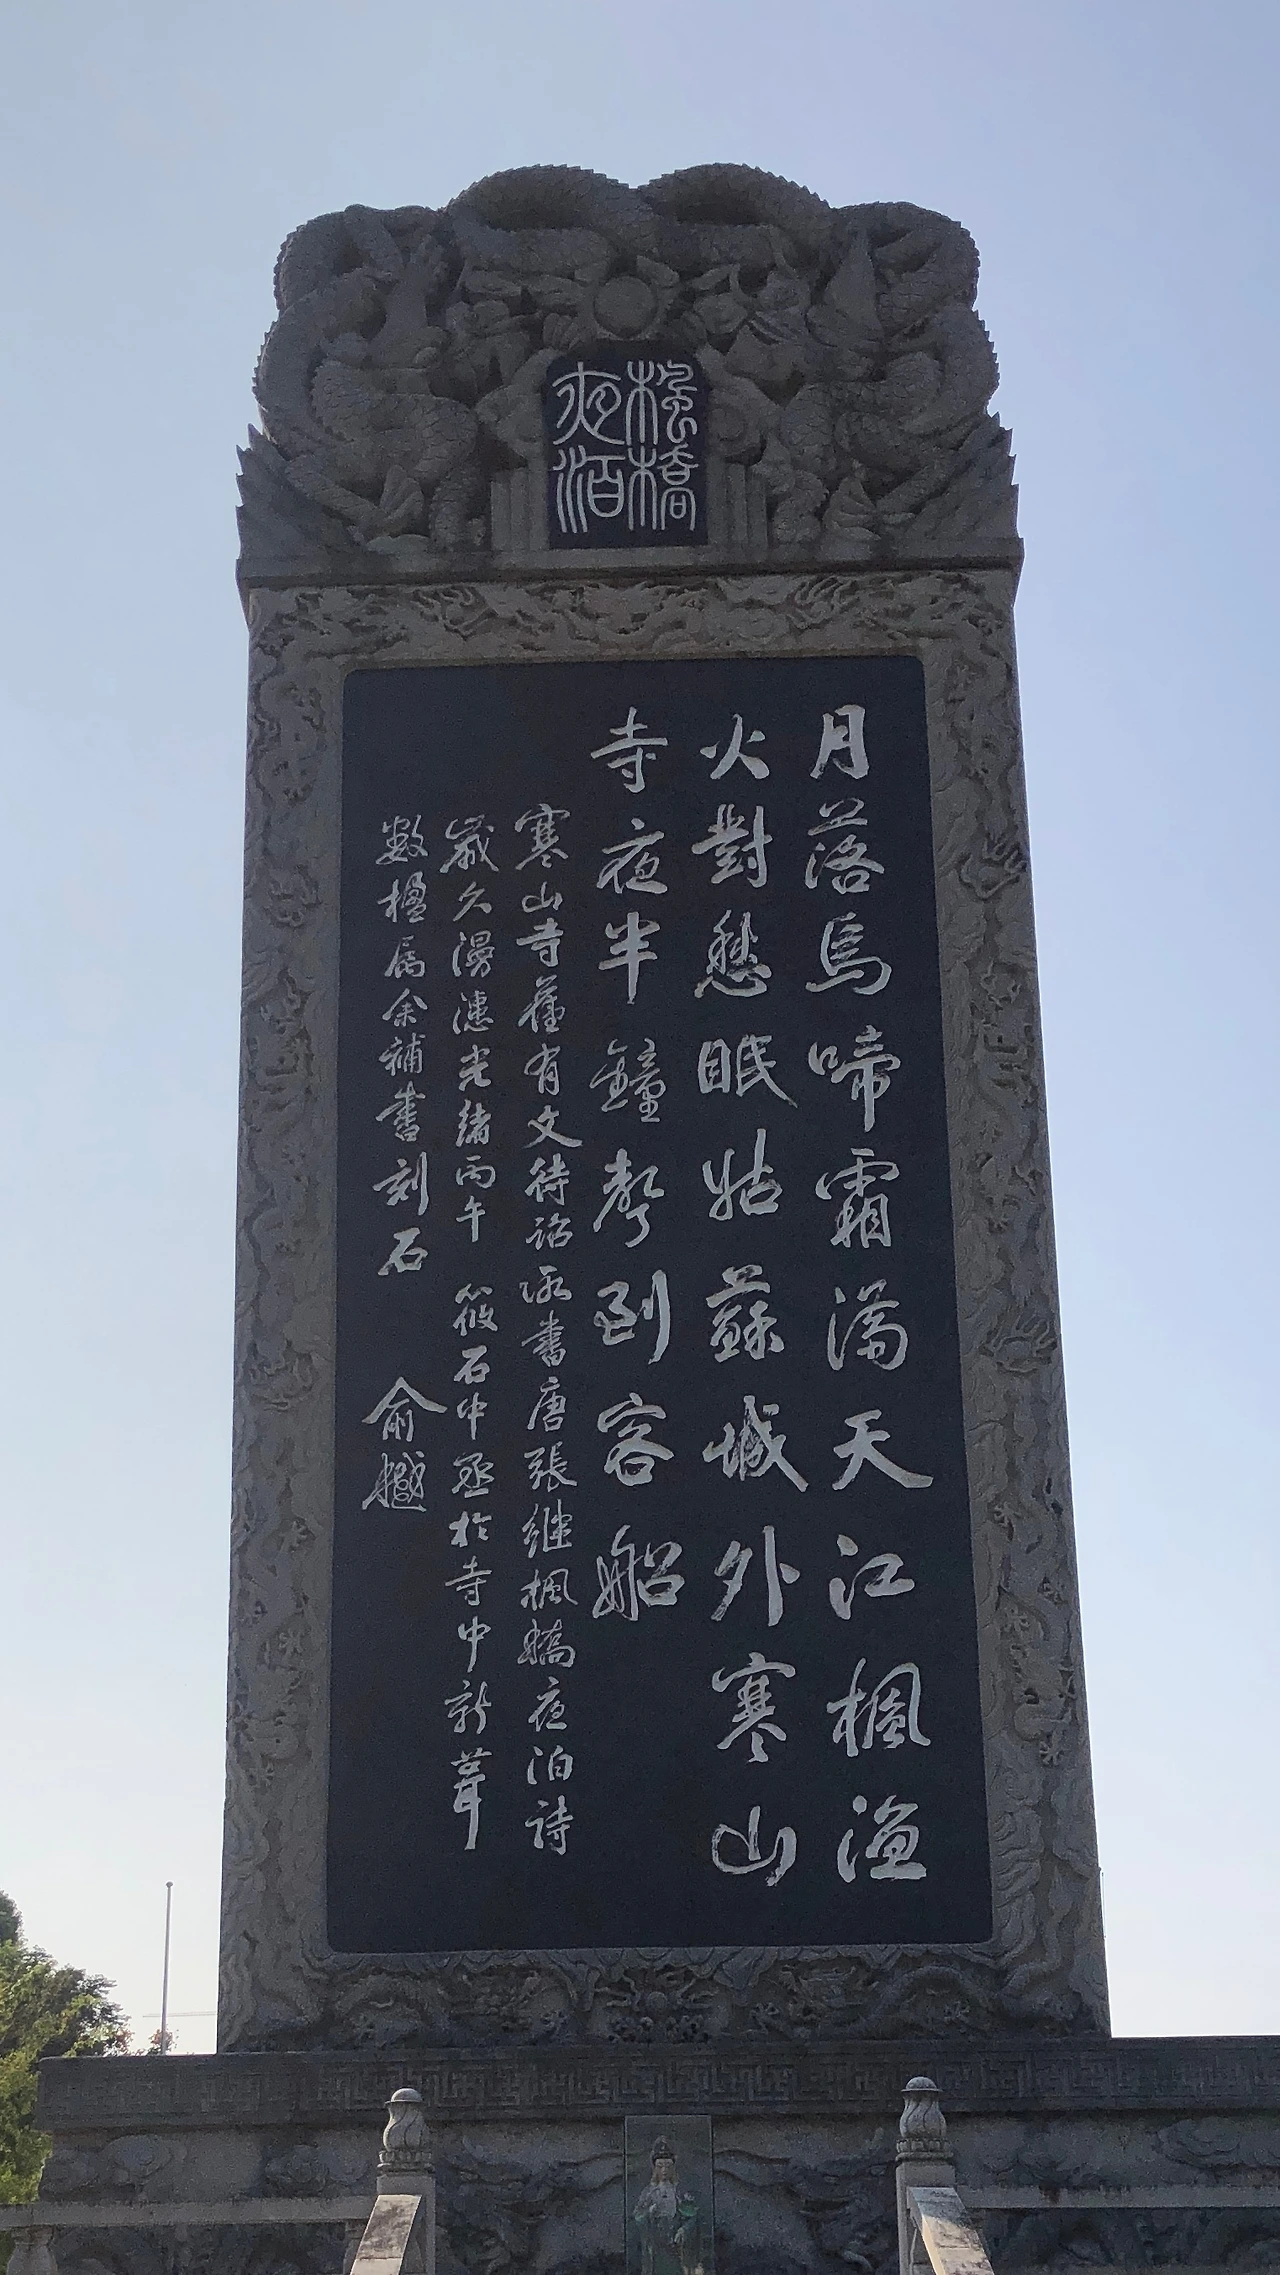 楓橋
夜泊
月落烏啼霜滿天江楓漁
火對愁眠姑蘇城外寒山
寺夜半鐘聲到客船
寒山寺舊有文待詔所書唐張繼楓橋夜泊詩
歲久漫漶光緒丙午 筱石中丞於寺中新葺
數楹屬余補書刻石 俞樾